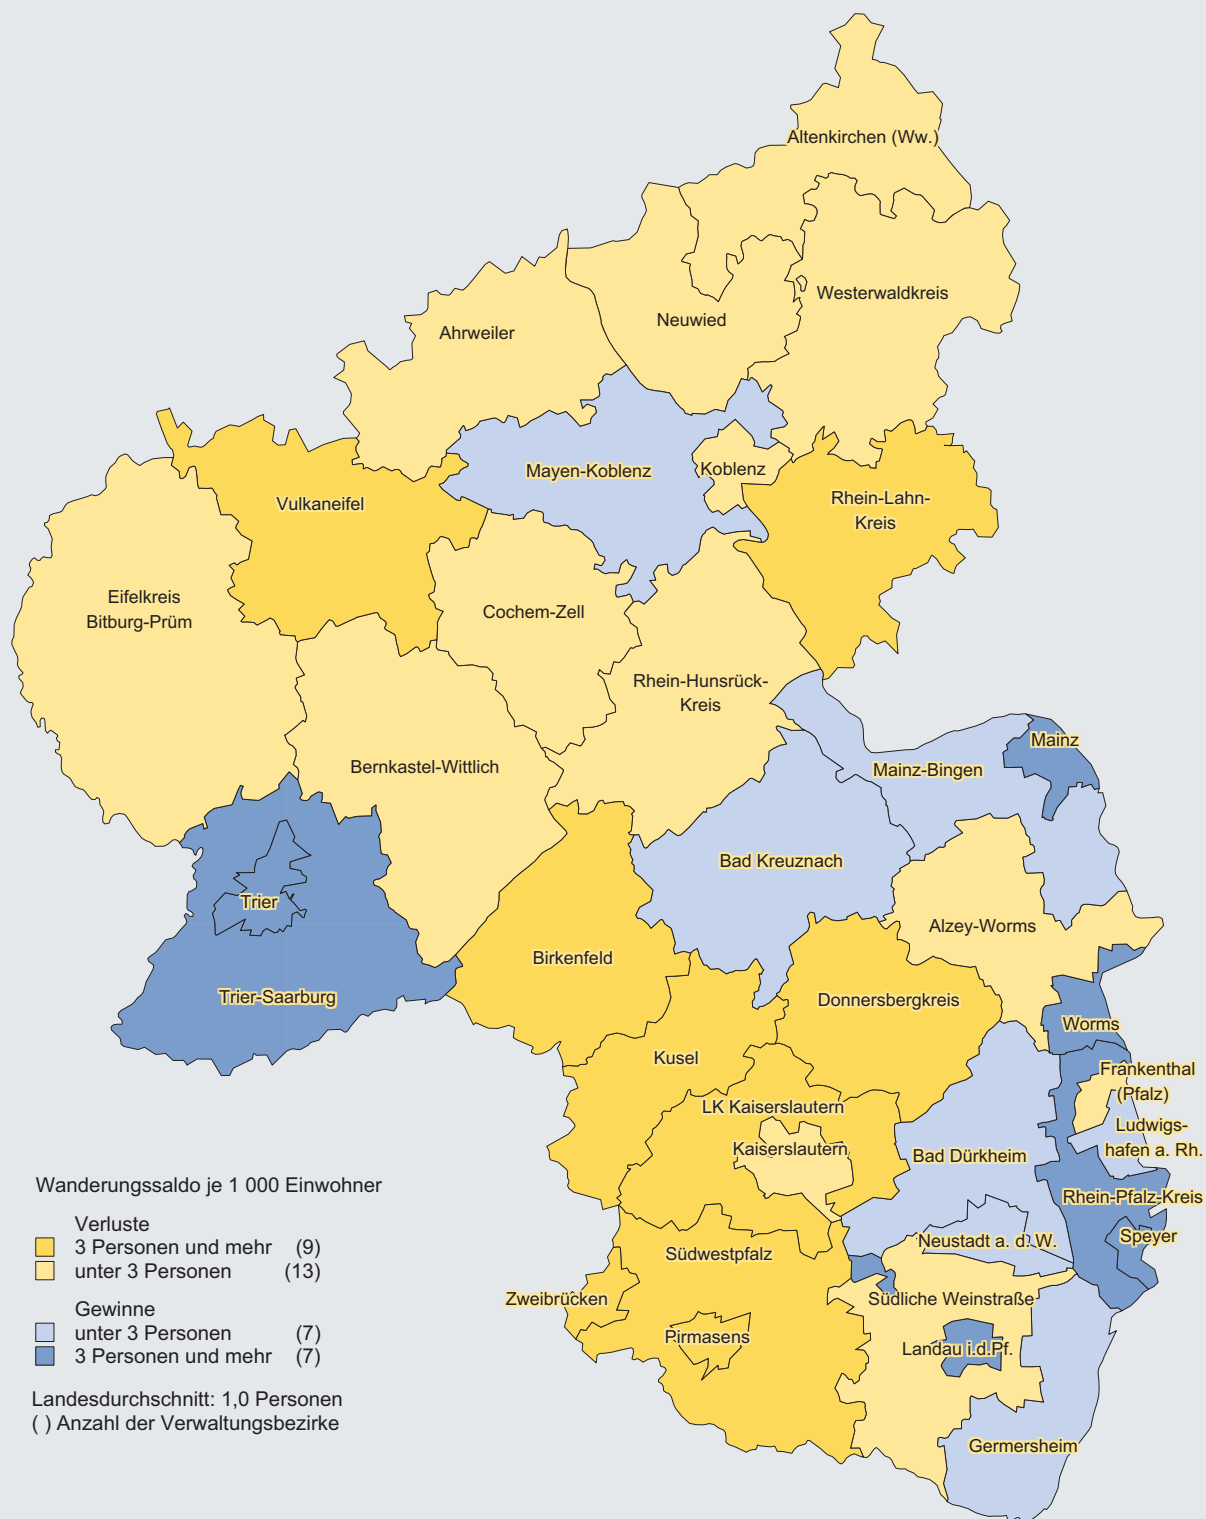 Altenkirchen (Ww.)
Westerwaldkreis
Neuwied
Ahrweiler
Mayen-Koblenz
Koblenz
Rhein-Lahn-
Kreis
Vulkaneifel
Eifelkreis
Bitburg-Prüm
Cochem-Zell
Rhein-Hunsrück-
Kreis
Mainz
Mainz-Bingen
Bernkastel-Wittlich
Bad Kreuznach
Trier
Alzey-Worms
Birkenfeld
Trier-Saarburg
Donnersbergkreis
Worms
Kusel
Frankenthal
(Pfalz)
LK Kaiserslautern
Ludwigs-
hafen a. Rh.
Kaiserslautern
Bad Dürkheim
Rhein-Pfalz-Kreis
Speyer
Neustadt a. d. W.
Südwestpfalz
Zweibrücken
Südliche Weinstraße
Pirmasens
Landau i.d.Pf.
Germersheim
Wanderungssaldo je 1 000 Einwohner
Verluste
3 Personen und mehr (9)
unter 3 Personen (13)
Gewinne
unter 3 Personen (7)
3 Personen und mehr (7)
Landesdurchschnitt: 1,0 Personen
( ) Anzahl der Verwaltungsbezirke